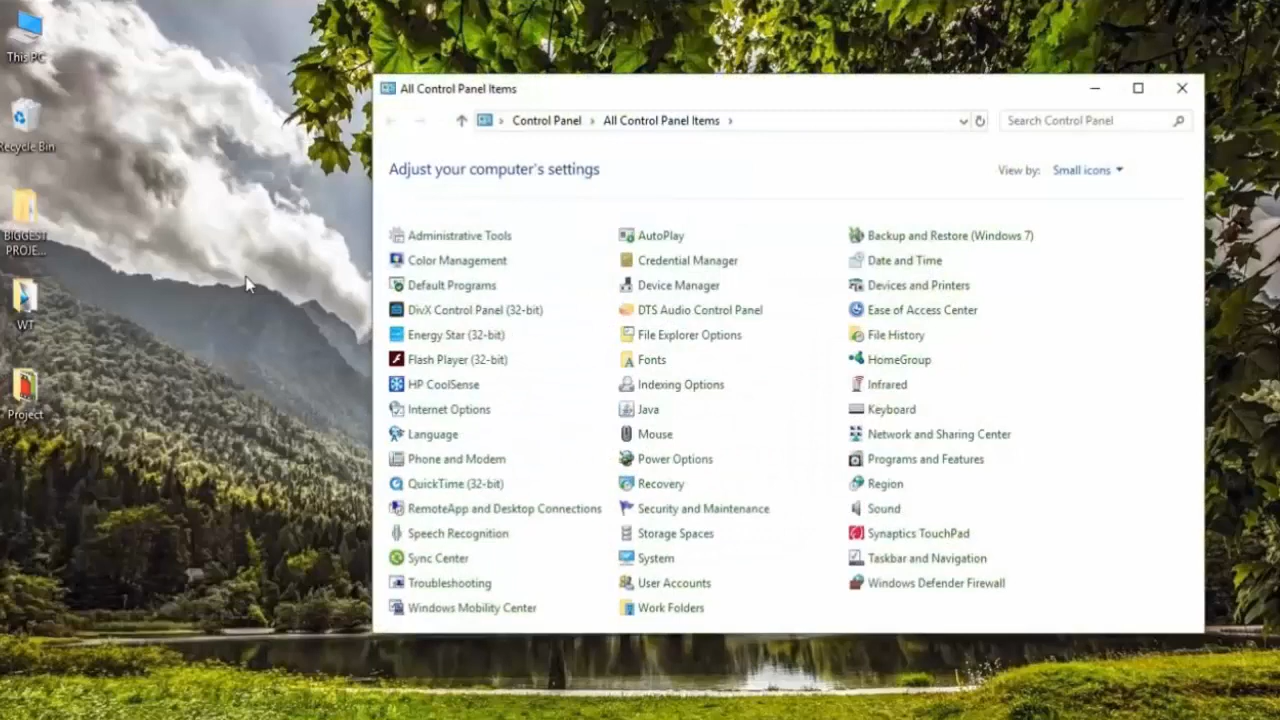 This PC
Recycle Bin
BIGGEST
PROJE...
WT
Project
All Control Panel Items
Control Panel
All Control Panel Items
Search Control Panel
Adjust your computer's settings
View by: Small icons
Administrative Tools
AutoPlay
Backup and Restore (Windows 7)
Color Management
Credential Manager
Date and Time
Default Programs
Device Manager
Devices and Printers
DivX Control Panel (32-bit)
DTS Audio Control Panel
Ease of Access Center
Energy Star (32-bit)
File Explorer Options
File History
Flash Player (32-bit)
Fonts
HomeGroup
HP CoolSense
Indexing Options
Infrared
Internet Options
Java
Keyboard
Language
Mouse
Network and Sharing Center
Phone and Modem
Power Options
Programs and Features
QuickTime (32-bit)
Recovery
Region
RemoteApp and Desktop Connections
Security and Maintenance
Sound
Speech Recognition
Storage Spaces
Synaptics TouchPad
Sync Center
System
Taskbar and Navigation
Troubleshooting
User Accounts
Windows Defender Firewall
Windows Mobility Center
Work Folders